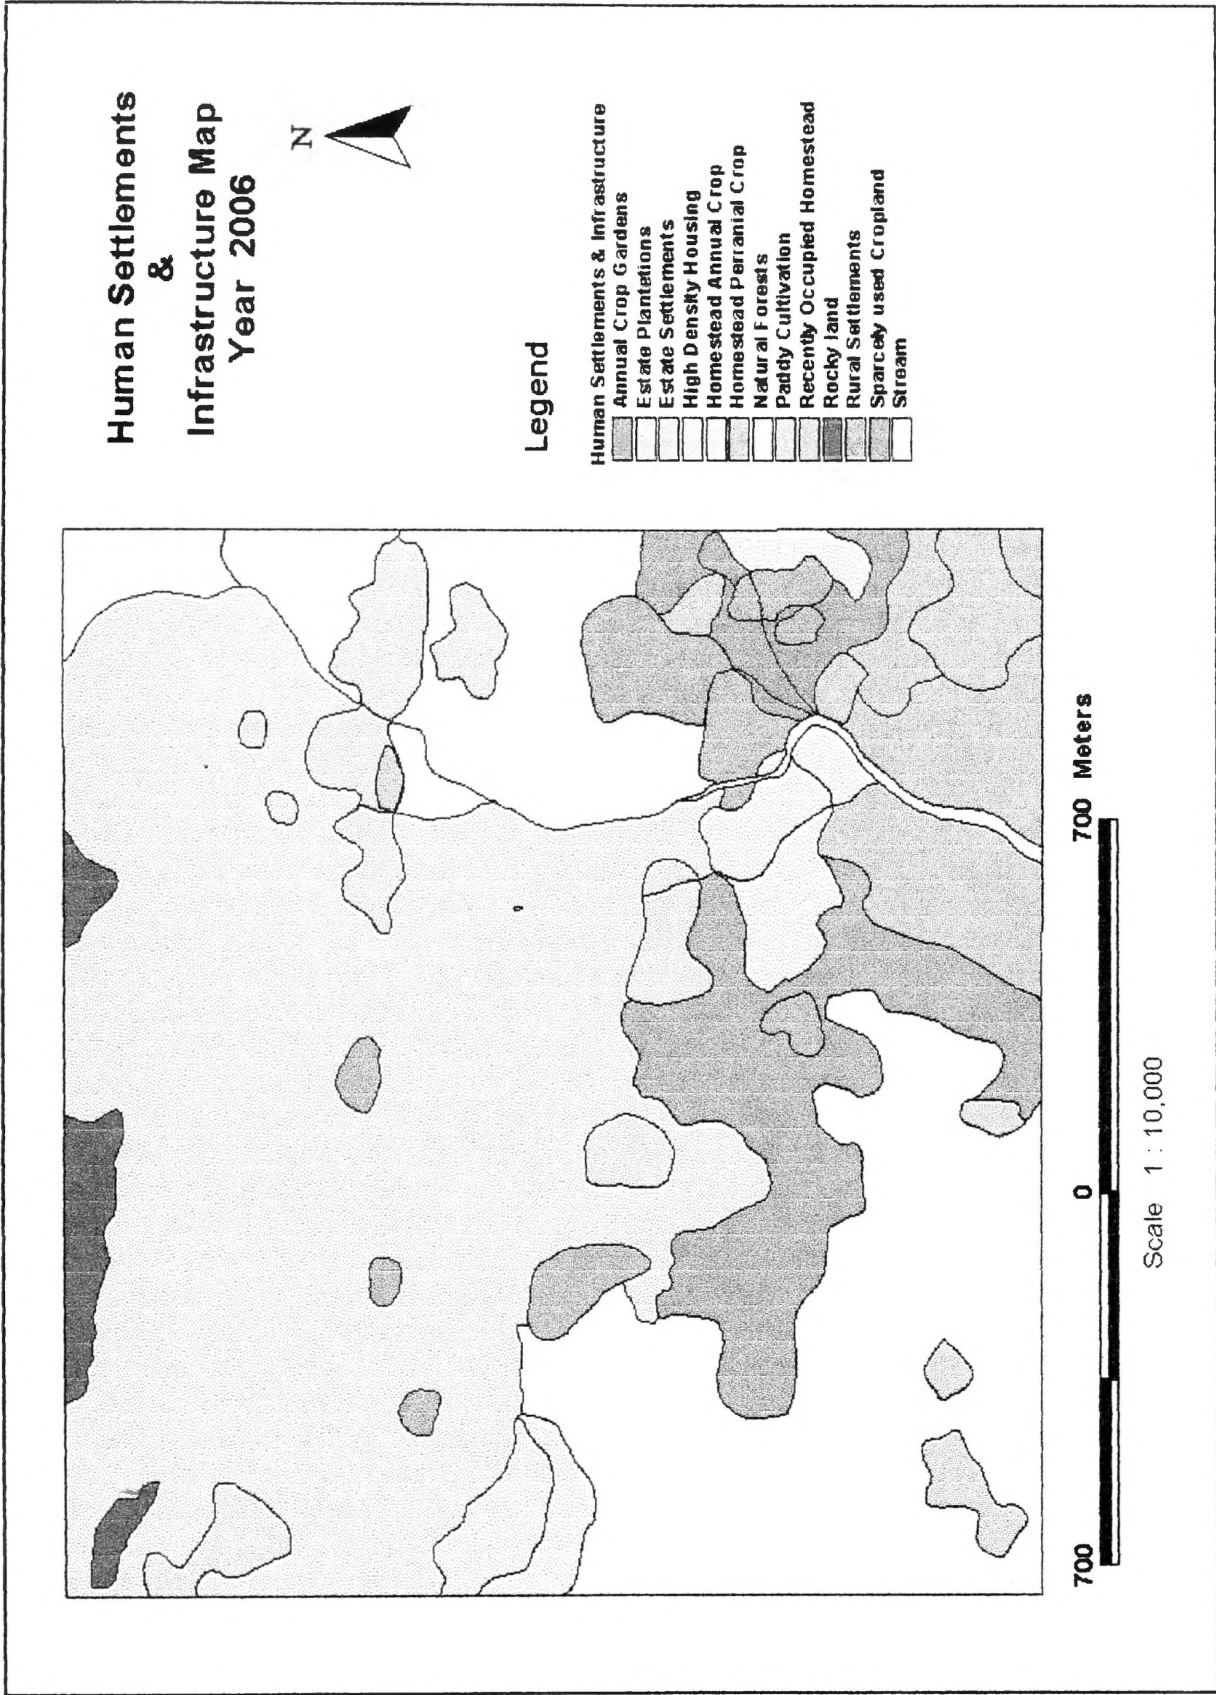 Human Settlements
&
Infrastructure Map
Year 2006
N
Legend
Human Settlements & Infrastructure
Annual Crop Gardens
Estate Plantetions
Estate Settlements
High Density Housing
Homestead Annual Crop
Homestead Perranial Crop
Natural Forests
Paddy Cultivation
Recently Occupied Homestead
Rocky land
Rural Settlements
Sparcely used Cropland
Stream
700 0 700 Meters
Scale 1 : 10,000